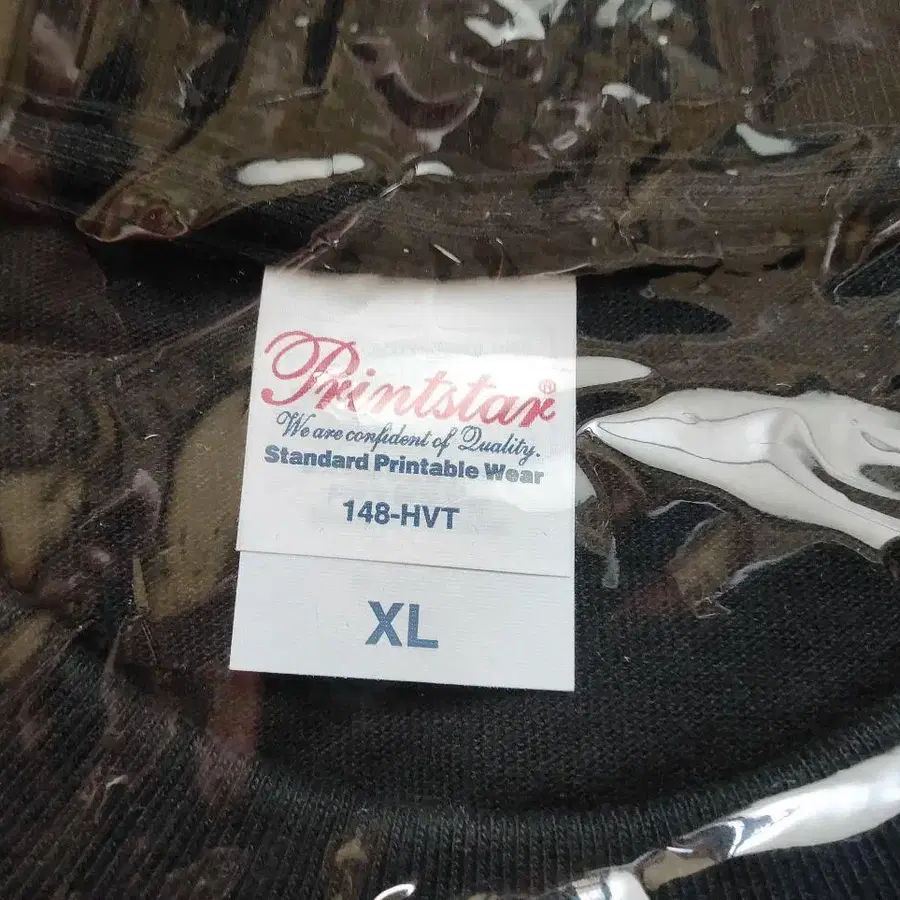 Printstar®
We are confident of Quality.
Standard Printable Wear
148-HVT
XL